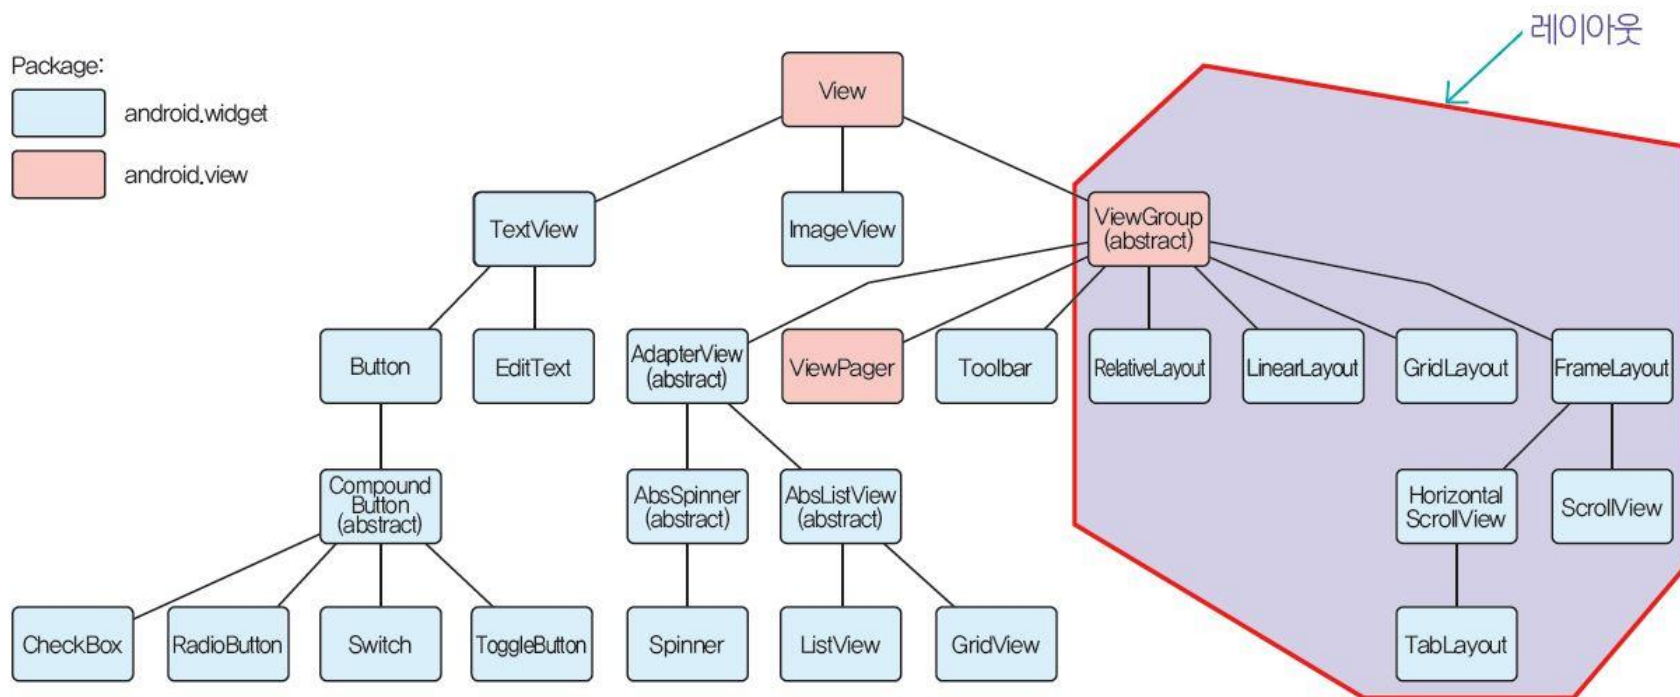 레이아웃
Package:
android.widget
android.view
View
TextView
ImageView
ViewGroup
(abstract)
Button
EditText
AdapterView
(abstract)
ViewPager
Toolbar
RelativeLayout
LinearLayout
GridLayout
FrameLayout
Compound
Button
(abstract)
AbsSpinner
(abstract)
AbsListView
(abstract)
Horizontal
ScrollView
ScrollView
CheckBox
RadioButton
Switch
ToggleButton
Spinner
ListView
GridView
TabLayout